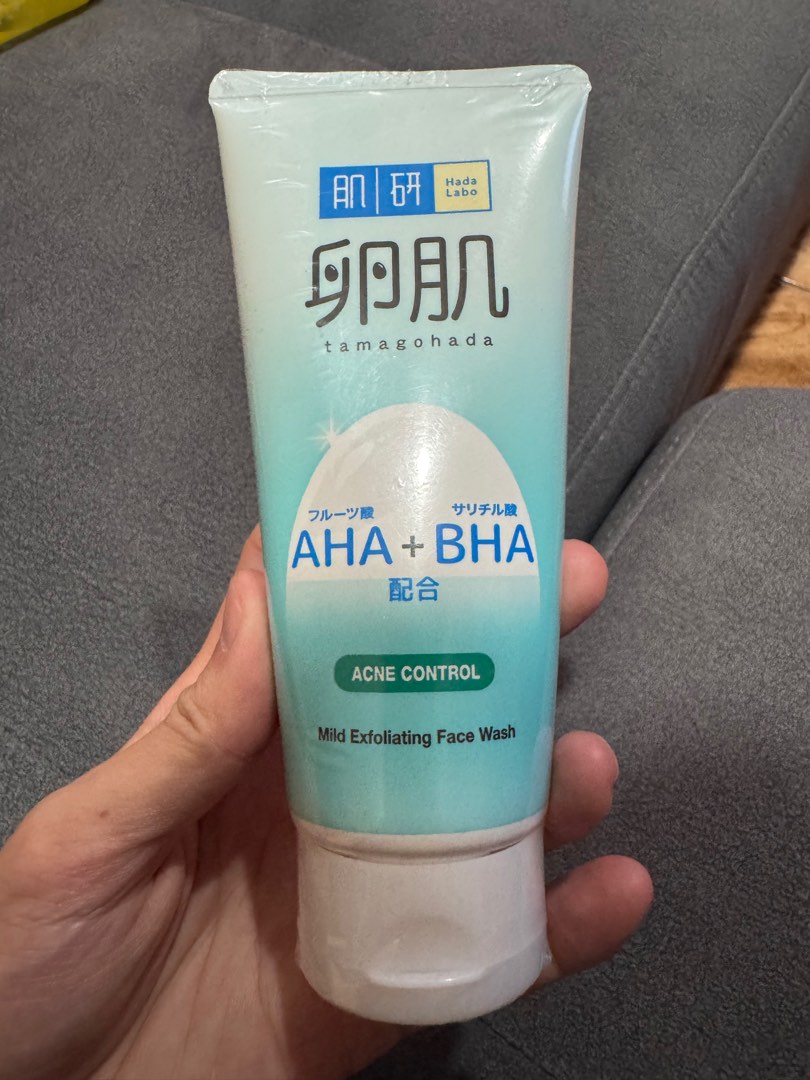 肌研 Hada
Labo
卵肌
tamagohada
フルーツ酸 サリチル酸
AHA + BHA
配合
ACNE CONTROL
Mild Exfoliating Face Wash